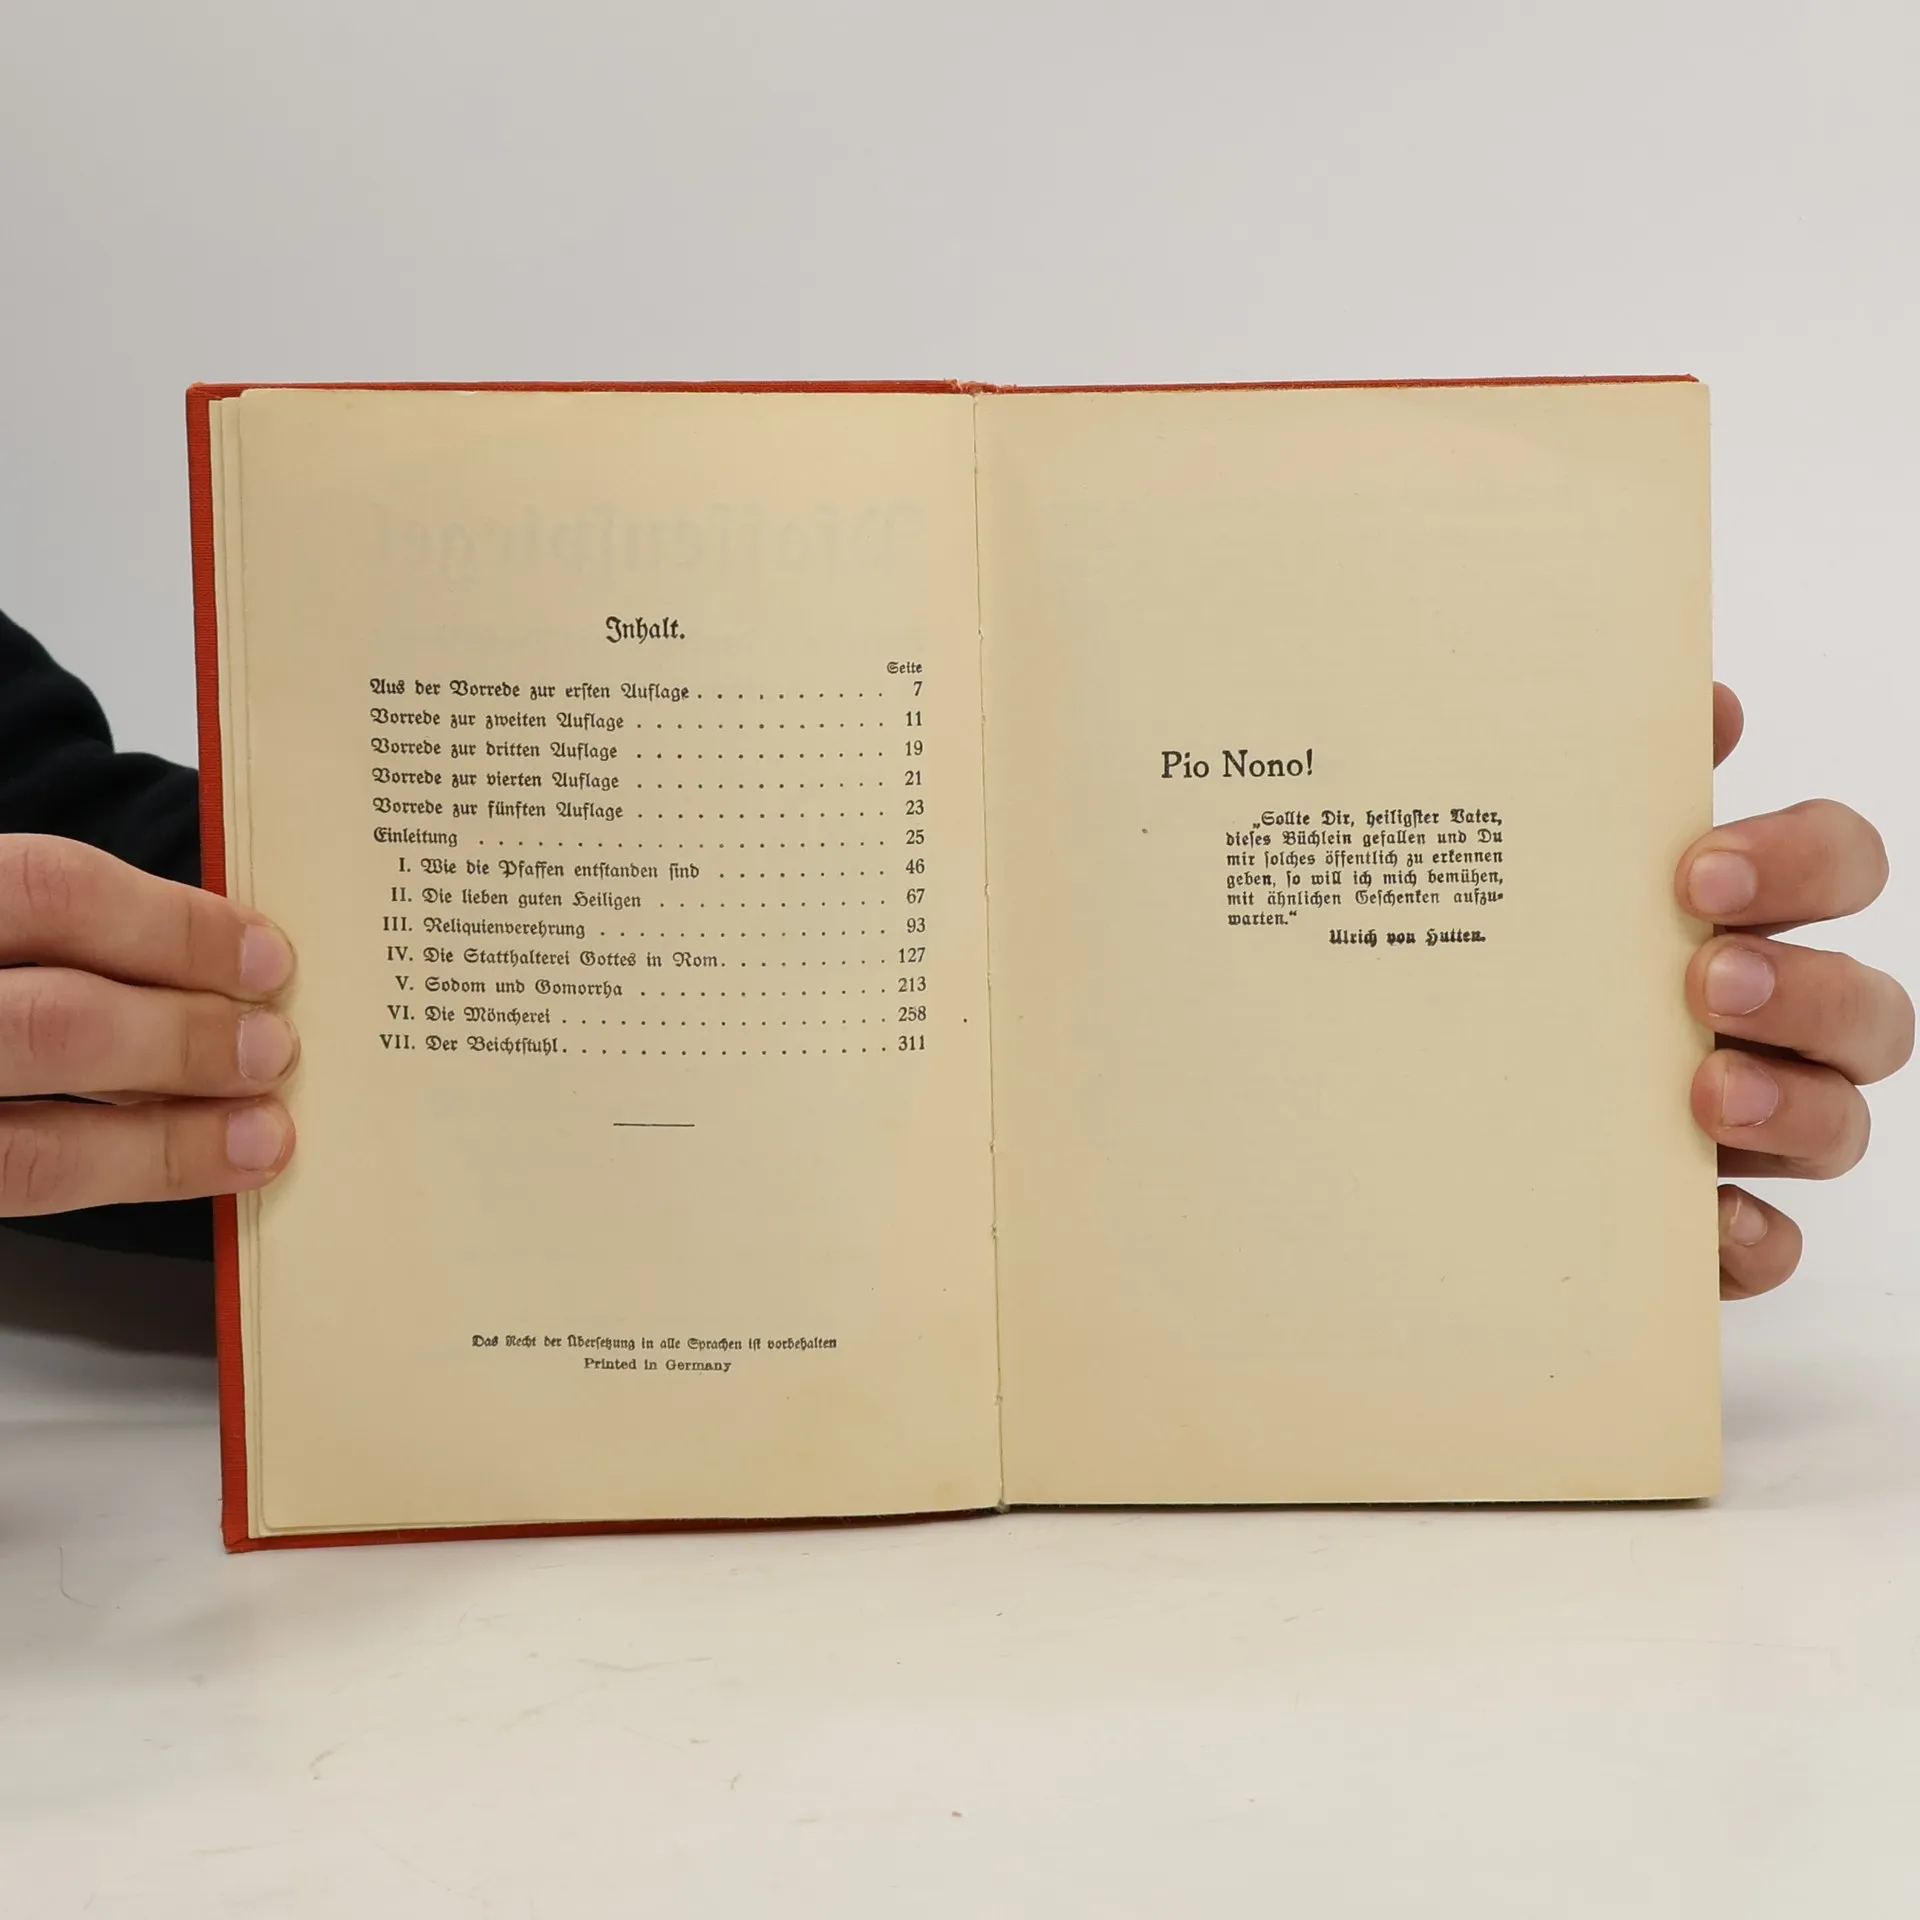 Inhalt.
Seite
Aus der Vorrede zur ersten Auflage . . . . . . . . . . 7
Vorrede zur zweiten Auflage . . . . . . . . . . . . . 11
Vorrede zur dritten Auflage . . . . . . . . . . . . . 19
Vorrede zur vierten Auflage . . . . . . . . . . . . . 21
Vorrede zur fünften Auflage . . . . . . . . . . . . . 23
Einleitung . . . . . . . . . . . . . . . . . . . . . 25
I. Wie die Pfaffen entstanden sind . . . . . . . . . 46
II. Die lieben guten Heiligen . . . . . . . . . . . . 67
III. Reliquienverehrung . . . . . . . . . . . . . . . 93
IV. Die Statthalterei Gottes in Rom. . . . . . . . . 127
V. Sodom und Gomorrha . . . . . . . . . . . . . 213
VI. Die Möncherei . . . . . . . . . . . . . . . . . 258
VII. Der Beichtstuhl. . . . . . . . . . . . . . . . . 311
Das Recht der Übersetzung in alle Sprachen ist vorbehalten
Printed in Germany
Pio Nono!
„Sollte Dir, heiligster Vater,
dieses Büchlein gefallen und Du
mir solches öffentlich zu erkennen
geben, so will ich mich bemühen,
mit ähnlichen Geschenken aufzu-
warten.“
Ulrich von Hutten.